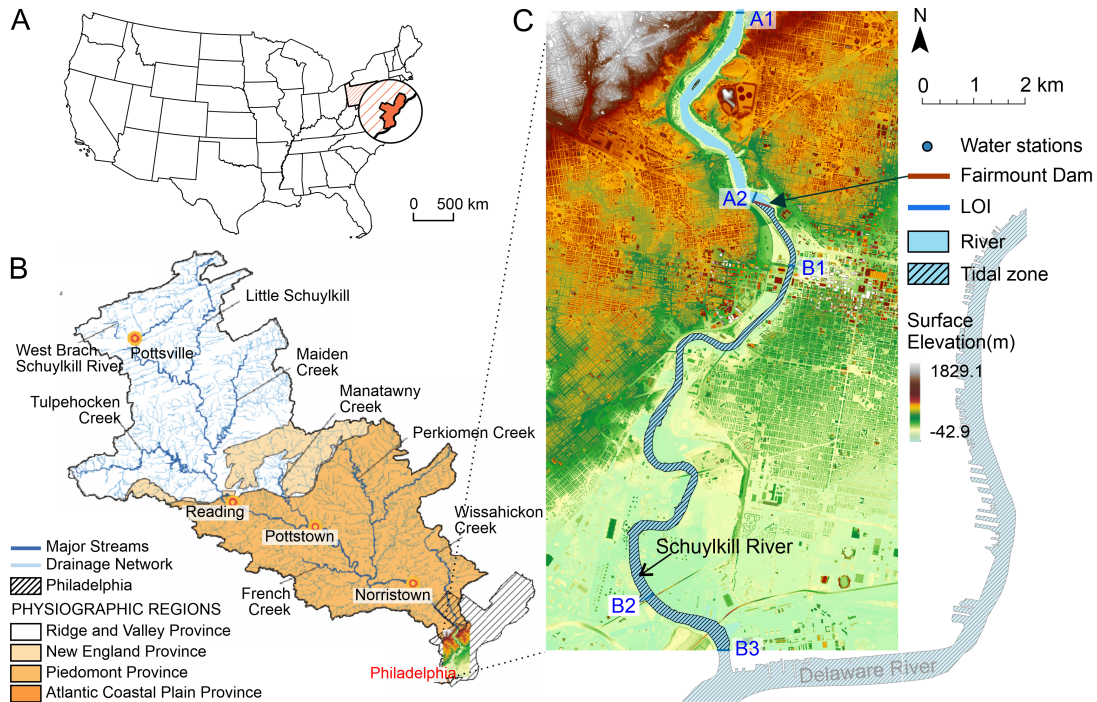 A
0 500 km
B
Little Schuylkill
West Brach
Schuylkill River
Pottsville
Maiden
Creek
Tulpehocken
Creek
Manatawny
Creek
Perkiomen Creek
Reading
Pottstown
Wissahickon
Creek
French
Creek
Norristown
Philadelphia
Major Streams
Drainage Network
Philadelphia
PHYSIOGRAPHIC REGIONS
Ridge and Valley Province
New England Province
Piedomont Province
Atlantic Coastal Plain Province
C
A1
A2
B1
Schuylkill River
B2
B3
Delaware River
N
0 1 2 km
Water stations
Fairmount Dam
LOI
River
Tidal zone
Surface
Elevation(m)
1829.1
-42.9